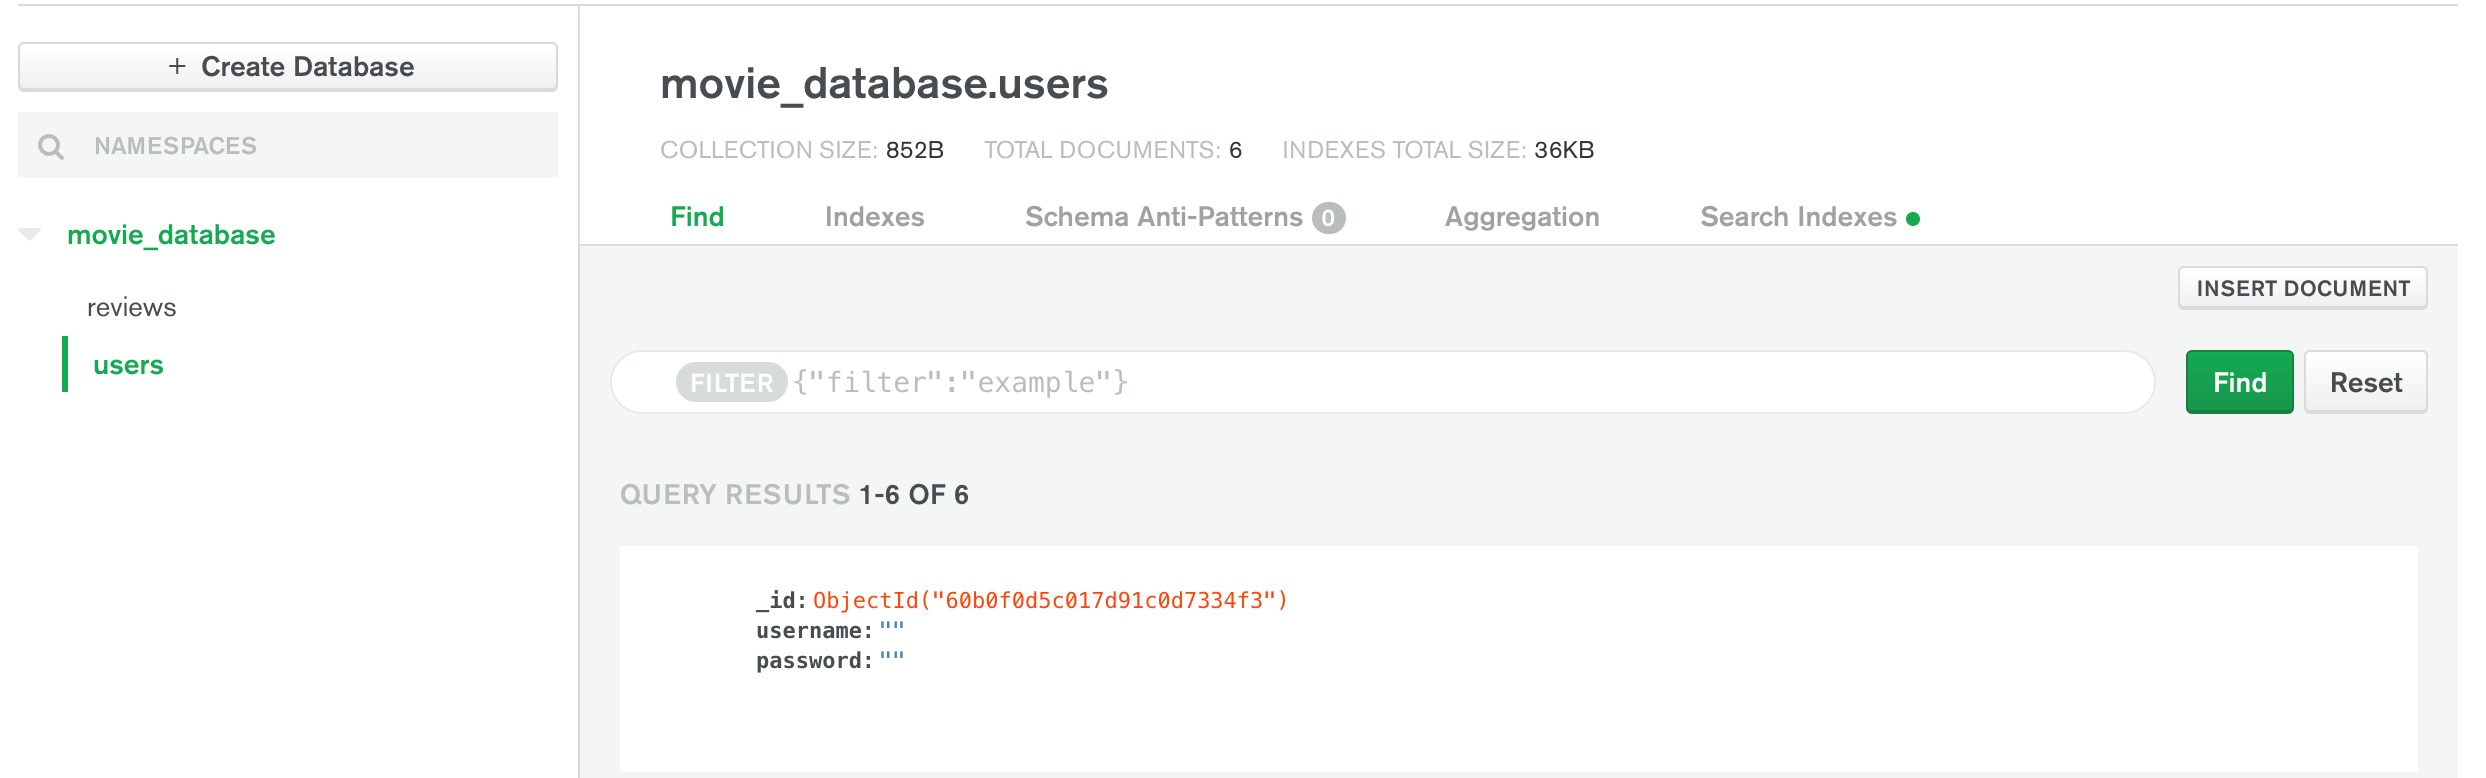 + Create Database
NAMESPACES
movie_database
reviews
users
movie_database.users
COLLECTION SIZE: 852B TOTAL DOCUMENTS: 6 INDEXES TOTAL SIZE: 36KB
Find Indexes Schema Anti-Patterns 0 Aggregation Search Indexes
INSERT DOCUMENT
FILTER {"filter":"example"} Find Reset
QUERY RESULTS 1-6 OF 6
_id: ObjectId("60b0f0d5c017d91c0d7334f3")
username: ""
password: ""